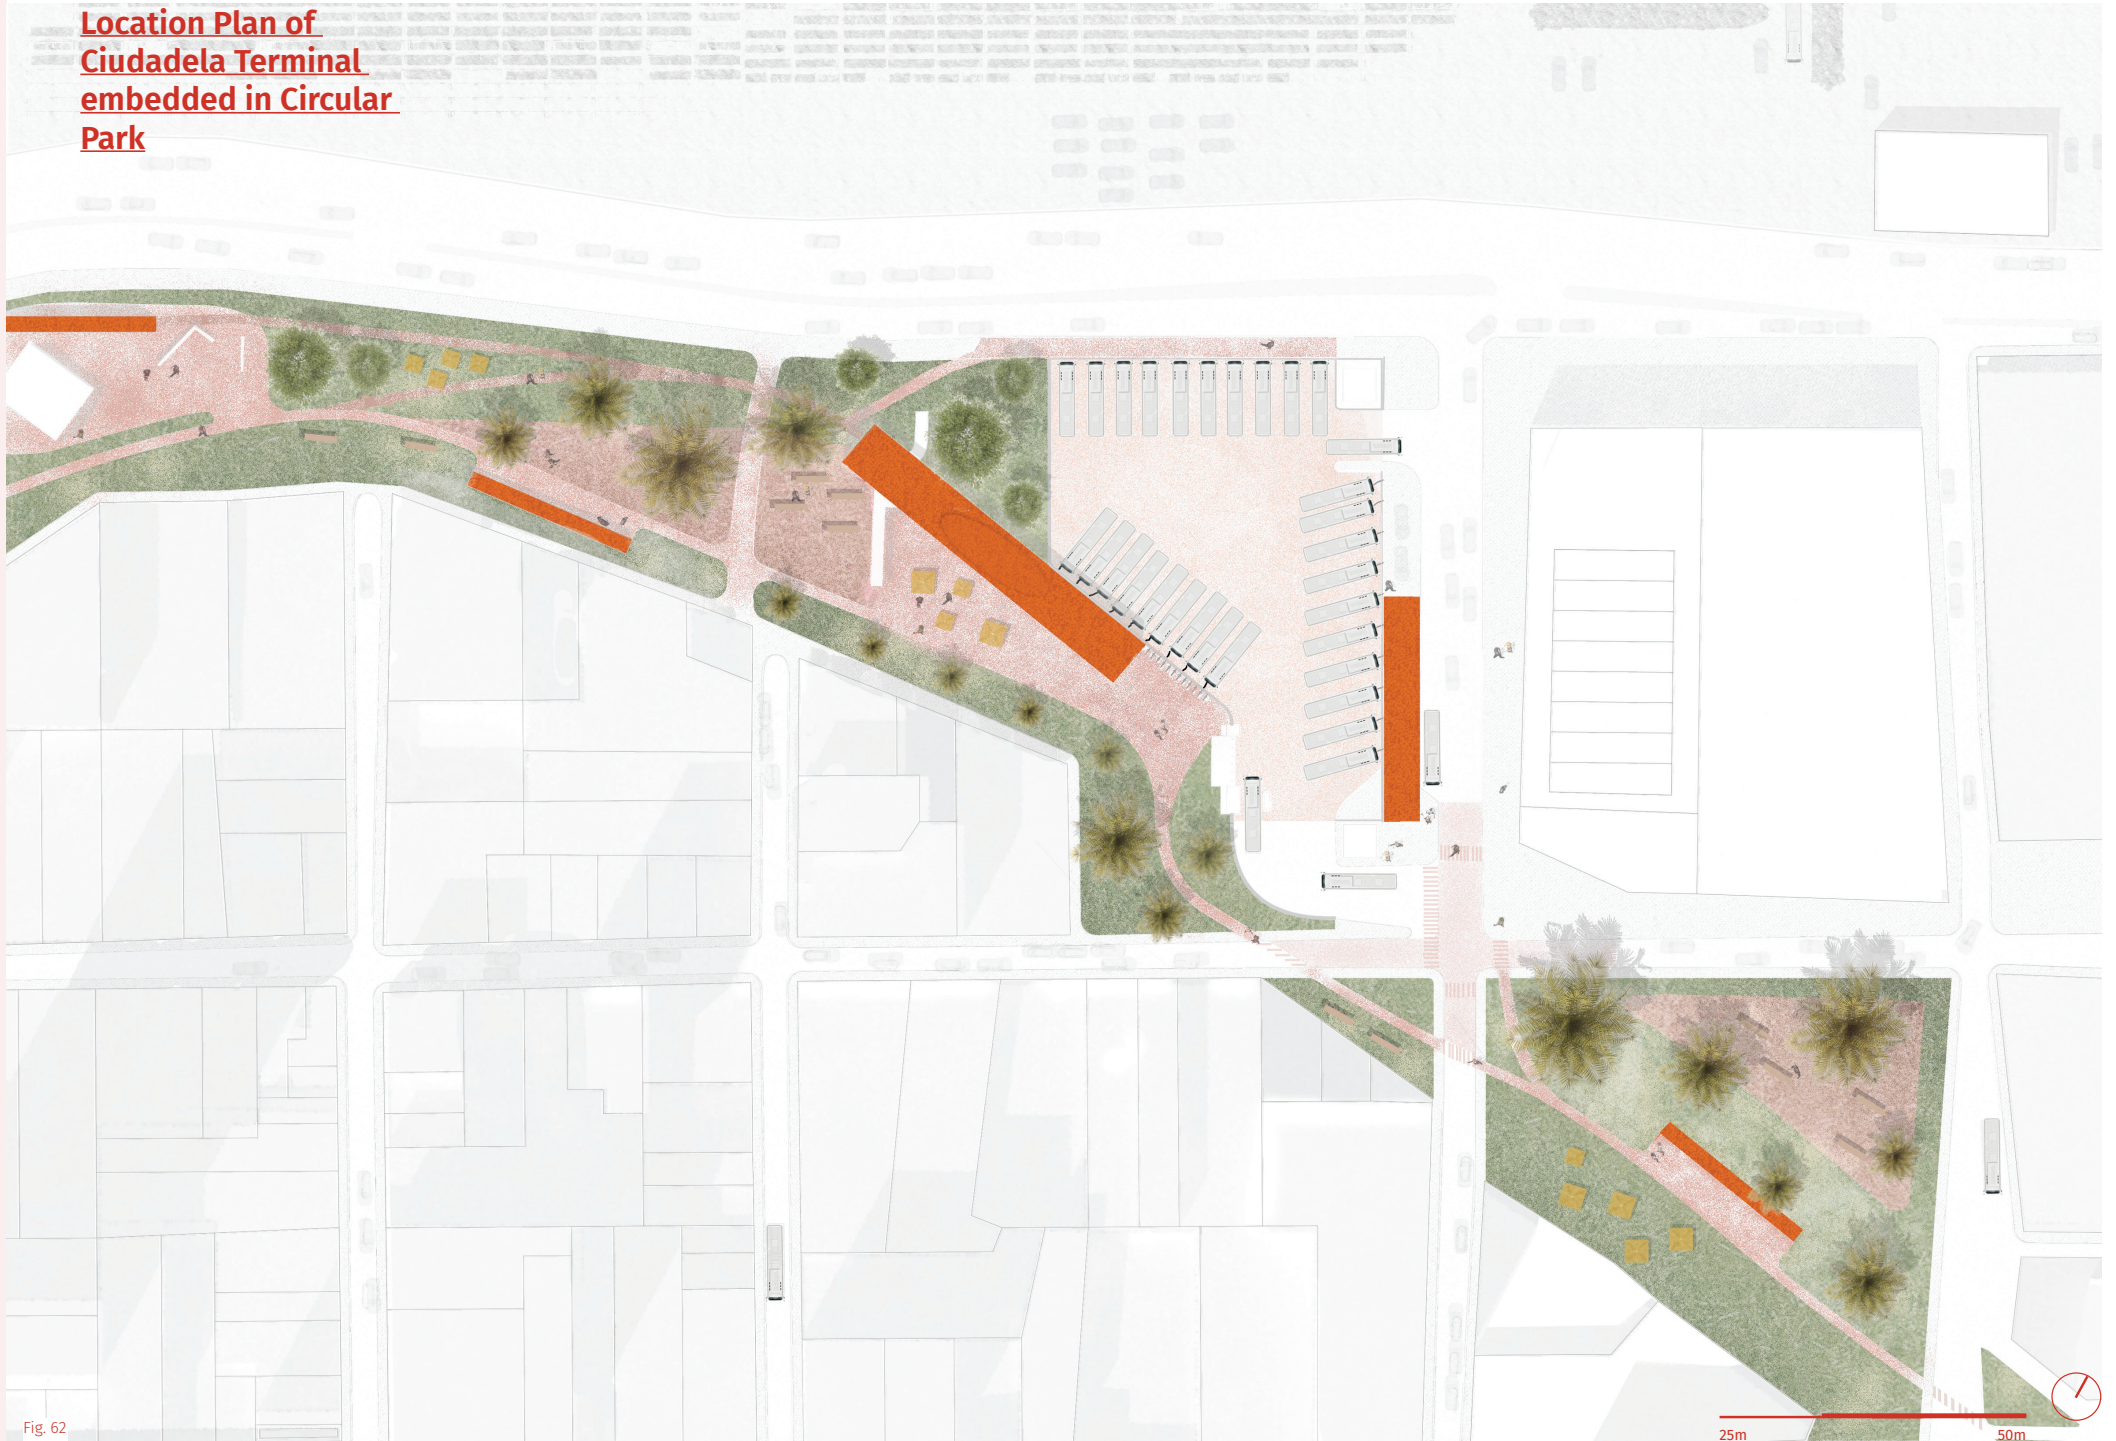 Location Plan of
Ciudadela Terminal
embedded in Circular
Park
Fig. 62
25m
50m